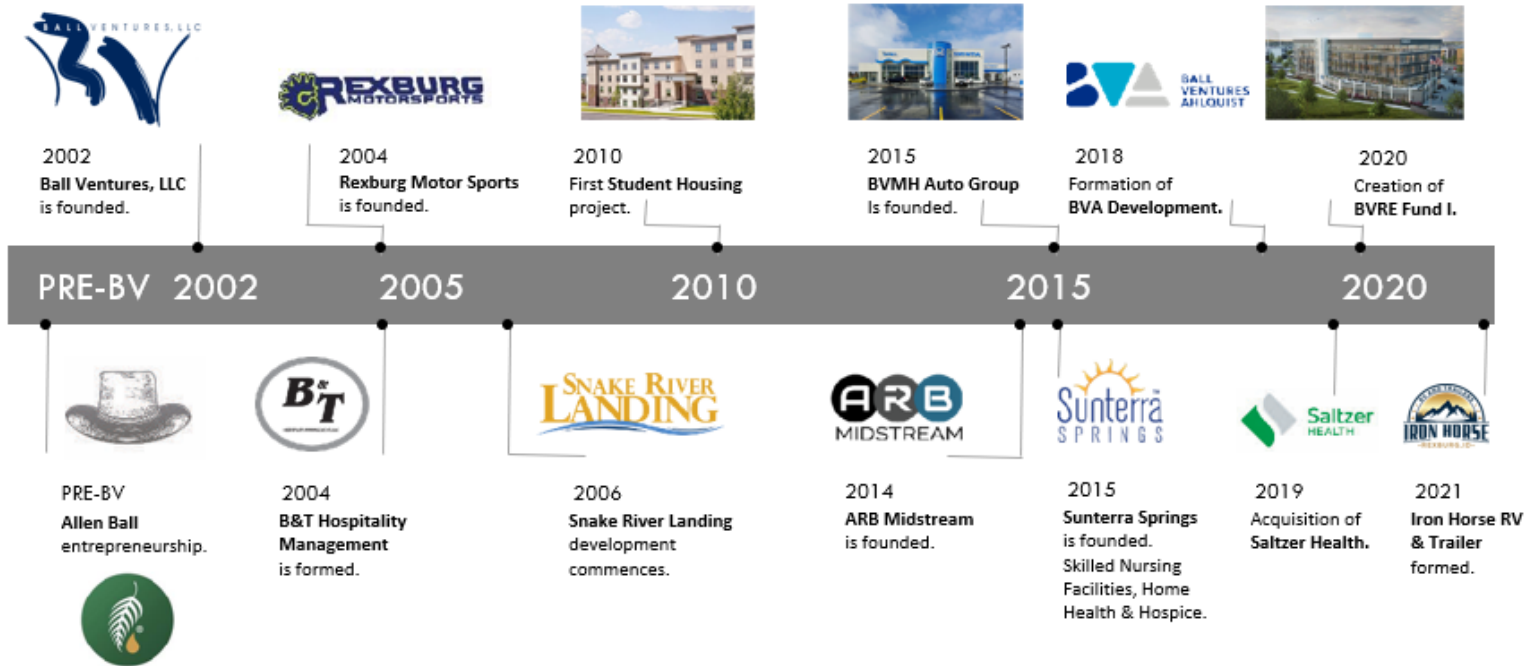 BALL VENTURES, LLC
BV
2002
Ball Ventures, LLC
is founded.
REXBURG
MOTORSPORTS
2004
Rexburg Motor Sports
is founded.
2010
First Student Housing
project.
2015
BVMH Auto Group
Is founded.
BVA
BALL
VENTURES
AHLQUIST
2018
Formation of
BVA Development.
2020
Creation of
BVRE Fund I.
PRE-BV 2002 2005 2010 2015 2020
PRE-BV
Allen Ball
entrepreneurship.
B&T
2004
B&T Hospitality
Management
is formed.
SNAKE RIVER
LANDING
2006
Snake River Landing
development
commences.
ARB
MIDSTREAM
2014
ARB Midstream
is founded.
Sunterra
SPRINGS
2015
Sunterra Springs
is founded.
Skilled Nursing
Facilities, Home
Health & Hospice.
Saltzer
HEALTH
2019
Acquisition of
Saltzer Health.
IRON HORSE
REXBURG, ID
2021
Iron Horse RV
& Trailer
formed.